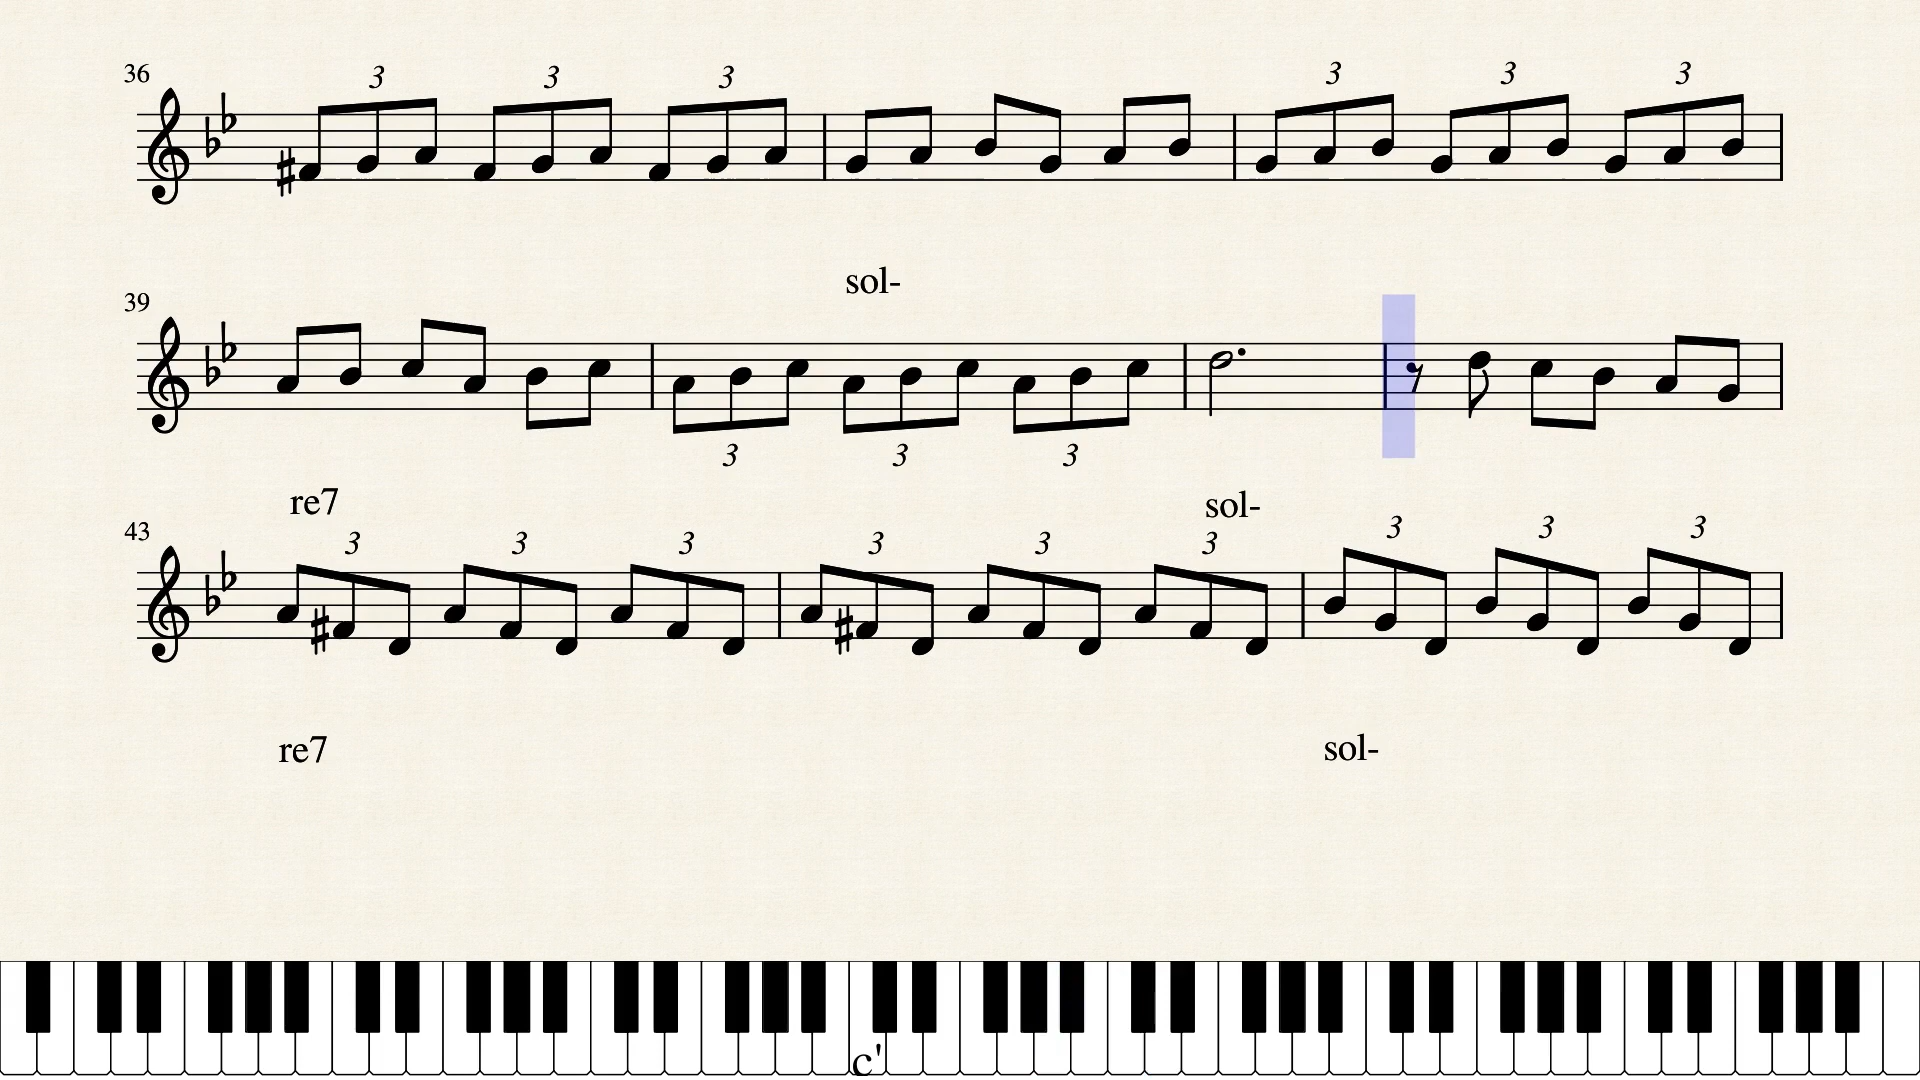 36 3 3 3 3 3 3
sol-
39
3 3 3
re7 sol-
43 3 3 3 3 3 3 3 3 3
re7 sol-
c'